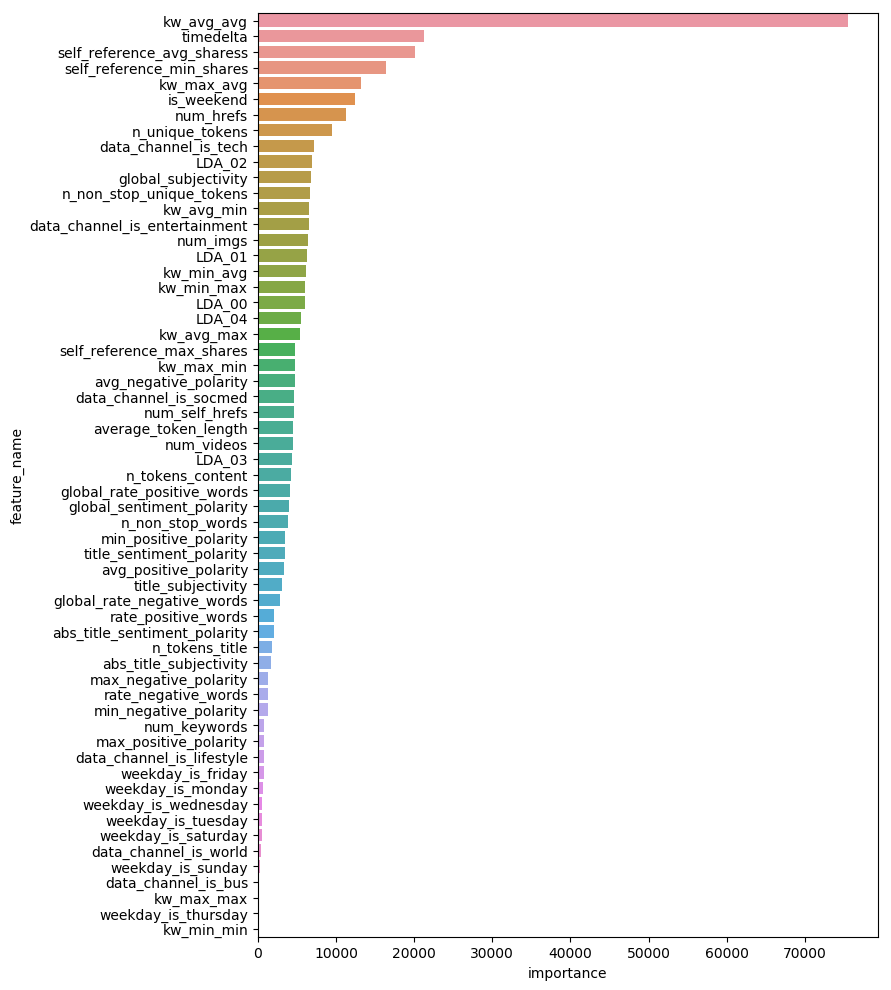 kw_avg_avg
timedelta
self_reference_avg_sharess
self_reference_min_shares
kw_max_avg
is_weekend
num_hrefs
n_unique_tokens
data_channel_is_tech
LDA_02
global_subjectivity
n_non_stop_unique_tokens
kw_avg_min
data_channel_is_entertainment
num_imgs
LDA_01
kw_min_avg
kw_min_max
LDA_00
LDA_04
kw_avg_max
self_reference_max_shares
kw_max_min
avg_negative_polarity
data_channel_is_socmed
num_self_hrefs
average_token_length
num_videos
LDA_03
n_tokens_content
global_rate_positive_words
global_sentiment_polarity
n_non_stop_words
min_positive_polarity
title_sentiment_polarity
avg_positive_polarity
title_subjectivity
global_rate_negative_words
rate_positive_words
abs_title_sentiment_polarity
n_tokens_title
abs_title_subjectivity
max_negative_polarity
rate_negative_words
min_negative_polarity
num_keywords
max_positive_polarity
data_channel_is_lifestyle
weekday_is_friday
weekday_is_monday
weekday_is_wednesday
weekday_is_tuesday
weekday_is_saturday
data_channel_is_world
weekday_is_sunday
data_channel_is_bus
kw_max_max
weekday_is_thursday
kw_min_min
feature_name
0 10000 20000 30000 40000 50000 60000 70000
importance